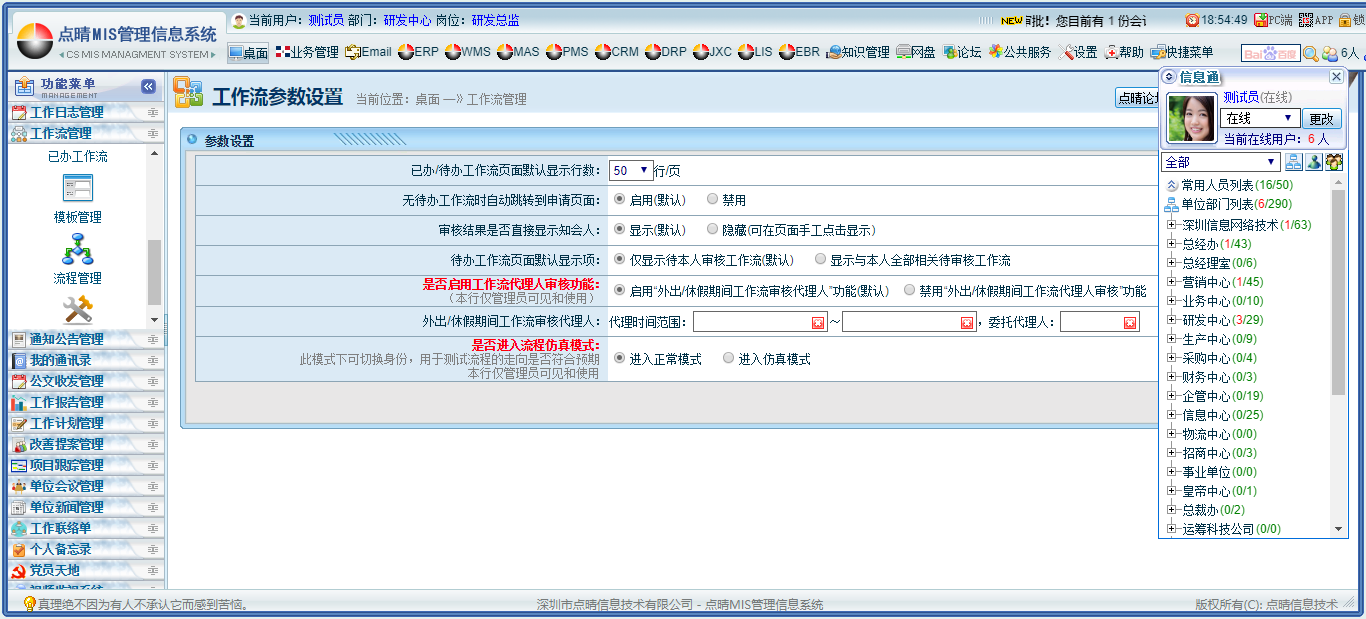 点晴MIS管理信息系统
CS MIS MANAGMENT SYSTEM
当前用户：测试员 部门：研发中心 岗位：研发总监
NEW 审批！您目前有 1 份会议
18:54:49 PC端 APP 锁
桌面 业务管理 Email ERP WMS MAS PMS CRM DRP JXC LIS EBR 知识管理 网盘 论坛 公共服务 设置 帮助 快捷菜单
Bai百度 6人
功能菜单
MANAGEMENT
工作日志管理
工作流管理
已办工作流
模板管理
流程管理
通知公告管理
我的通讯录
公文收发管理
工作报告管理
工作计划管理
改善提案管理
项目跟踪管理
单位会议管理
单位新闻管理
工作联络单
个人备忘录
党员天地
工作流参数设置 当前位置：桌面 —» 工作流管理
点晴论坛
参数设置
已办/待办工作流页面默认显示行数： 50 行/页
无待办工作流时自动跳转到申请页面： 启用(默认) 禁用
审核结果是否直接显示知会人： 显示(默认) 隐藏(可在页面手工点击显示)
待办工作流页面默认显示项： 仅显示待本人审核工作流(默认) 显示与本人全部相关待审核工作流
是否启用工作流代理人审核功能：
（本行仅管理员可见和使用）
启用“外出/休假期间工作流审核代理人”功能(默认) 禁用“外出/休假期间工作流审核代理人”功能
外出/休假期间工作流审核代理人： 代理时间范围： ～ ，委托代理人：
是否进入流程仿真模式：
此模式下可切换身份，用于测试流程的走向是否符合预期
本行仅管理员可见和使用
进入正常模式 进入仿真模式
信息通
测试员(在线)
在线 更改
当前在线用户：6 人
全部
常用人员列表(16/50)
单位部门列表(6/290)
深圳信息网络技术(1/63)
总经办(1/43)
总经理室(0/6)
营销中心(1/45)
业务中心(0/10)
研发中心(3/29)
生产中心(0/9)
采购中心(0/4)
财务中心(0/3)
企管中心(0/19)
信息中心(0/25)
物流中心(0/0)
招商中心(0/3)
事业单位(0/0)
皇帝中心(0/1)
总裁办(0/2)
运筹科技公司(0/0)
真理绝不因为有人不承认它而感到苦恼。
深圳市点晴信息技术有限公司 - 点晴MIS管理信息系统
版权所有(C)：点晴信息技术